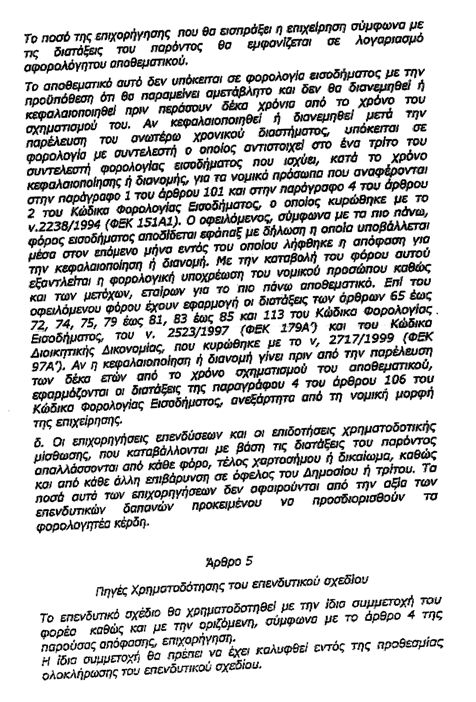 Το ποσό της επιχορήγησης που θα εισπράξει η επιχείρηση σύμφωνα με
τις διατάξεις του παρόντος θα εμφανίζεται σε λογαριασμό
αφορολόγητου αποθεματικού.
Το αποθεματικό αυτό δεν υπόκειται σε φορολογία εισοδήματος με την
προϋπόθεση ότι θα παραμείνει αμετάβλητο και δεν θα διανεμηθεί ή
κεφαλαιοποιηθεί πριν περάσουν δέκα χρόνια από το χρόνο του
σχηματισμού του. Αν κεφαλαιοποιηθεί ή διανεμηθεί μετά την
παρέλευση του ανωτέρω χρονικού διαστήματος, υπόκειται σε
φορολογία με συντελεστή ο οποίος αντιστοιχεί στο ένα τρίτο του
συντελεστή φορολογίας εισοδήματος που ισχύει, κατά το χρόνο
κεφαλαιοποίησης ή διανομής, για τα νομικά πρόσωπα που αναφέρονται
στην παράγραφο 1 του άρθρου 101 και στην παράγραφο 4 του άρθρου
2 του Κώδικα Φορολογίας Εισοδήματος, ο οποίος κυρώθηκε με το
ν.2238/1994 (ΦΕΚ 151Α1). Ο οφειλόμενος, σύμφωνα με τα πιο πάνω,
φόρος εισοδήματος αποδίδεται εφάπαξ με δήλωση η οποία υποβάλλεται
μέσα στον επόμενο μήνα εντός του οποίου λήφθηκε η απόφαση για
την κεφαλαιοποίηση ή διανομή. Με την καταβολή του φόρου αυτού
εξαντλείται η φορολογική υποχρέωση του νομικού προσώπου καθώς
και των μετόχων, εταίρων για το πιο πάνω αποθεματικό. Επί του
οφειλομένου φόρου έχουν εφαρμογή οι διατάξεις των άρθρων 65 έως
72, 74, 75, 79 έως 81, 83 έως 85 και 113 του Κώδικα Φορολογίας
Εισοδήματος, του ν. 2523/1997 (ΦΕΚ 179Α') και του Κώδικα
Διοικητικής Δικονομίας, που κυρώθηκε με το ν, 2717/1999 (ΦΕΚ
97Α'). Αν η κεφαλαιοποίηση ή διανομή γίνει πριν από την παρέλευση
των δέκα ετών από το χρόνο σχηματισμού του αποθεματικού,
εφαρμόζονται οι διατάξεις της παραγράφου 4 του άρθρου 106 του
Κώδικα Φορολογίας Εισοδήματος, ανεξάρτητα από τη νομική μορφή
της επιχείρησης.
δ. Οι επιχορηγήσεις επενδύσεων και οι επιδοτήσεις χρηματοδοτικής
μίσθωσης, που καταβάλλονται με βάση τις διατάξεις του παρόντος
απαλλάσσονται από κάθε φόρο, τέλος χαρτοσήμου ή δικαίωμα, καθώς
και από κάθε άλλη επιβάρυνση σε όφελος του Δημοσίου ή τρίτου. Τα
ποσά αυτά των επιχορηγήσεων δεν αφαιρούνται από την αξία των
επενδυτικών δαπανών προκειμένου να προσδιορισθούν τα
φορολογητέα κέρδη.
Άρθρο 5
Πηγές Χρηματοδότησης του επενδυτικού σχεδίου
Το επενδυτικό σχέδιο θα χρηματοδοτηθεί με την ίδια συμμετοχή του
φορέα καθώς και με την οριζόμενη, σύμφωνα με το άρθρο 4 της
παρούσας απόφασης, επιχορήγηση.
Η ίδια συμμετοχή θα πρέπει να έχει καλυφθεί εντός της προθεσμίας
ολοκλήρωσης του επενδυτικού σχεδίου.